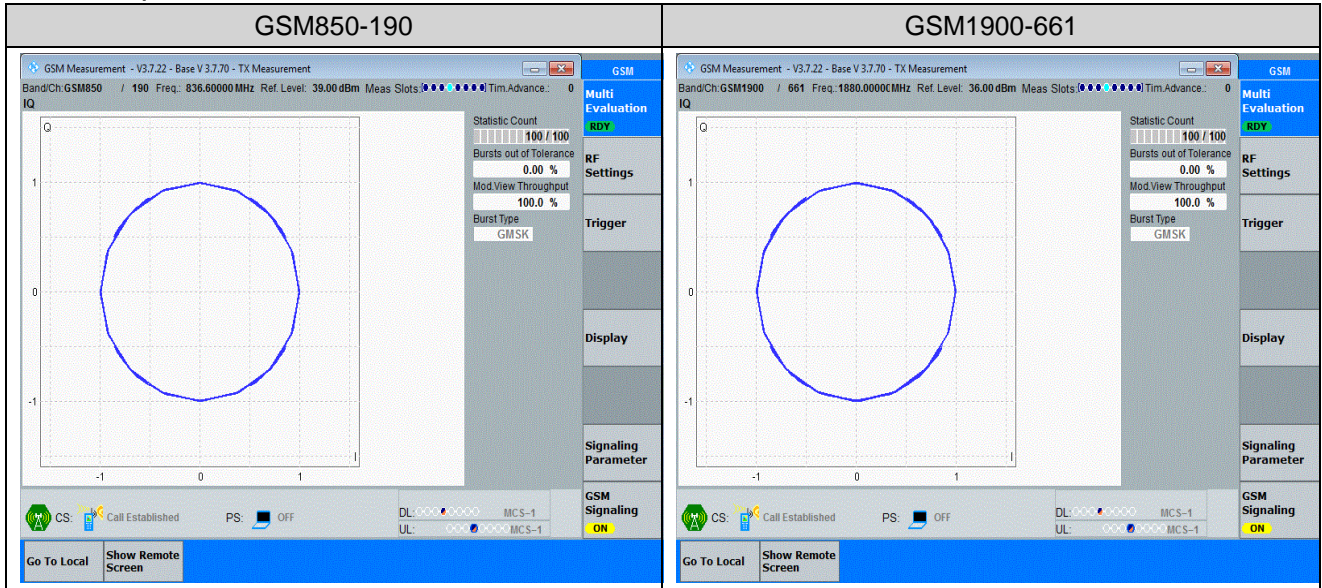 GSM850-190
GSM Measurement - V3.7.22 - Base V 3.7.70 - TX Measurement
GSM
Band/Ch: GSM850 / 190 Freq.: 836.60000 MHz Ref. Level: 39.00 dBm Meas Slots: Tim.Advance.: 0
Multi
Evaluation
RDY
IQ
Q
Statistic Count
100 / 100
Bursts out of Tolerance
0.00 %
Mod.View Throughput
100.0 %
Burst Type
GMSK
RF
Settings
Trigger
Display
Signaling
Parameter
GSM
Signaling
ON
1
0
-1
-1 0 1
I
CS: Call Established PS: OFF
DL: MCS-1
UL: MCS-1
Go To Local
Show Remote
Screen
GSM1900-661
GSM Measurement - V3.7.22 - Base V 3.7.70 - TX Measurement
GSM
Band/Ch: GSM1900 / 661 Freq.: 1880.0000 MHz Ref. Level: 36.00 dBm Meas Slots: Tim.Advance.: 0
Multi
Evaluation
RDY
IQ
Q
Statistic Count
100 / 100
Bursts out of Tolerance
0.00 %
Mod.View Throughput
100.0 %
Burst Type
GMSK
RF
Settings
Trigger
Display
Signaling
Parameter
GSM
Signaling
ON
1
0
-1
-1 0 1
I
CS: Call Established PS: OFF
DL: MCS-1
UL: MCS-1
Go To Local
Show Remote
Screen